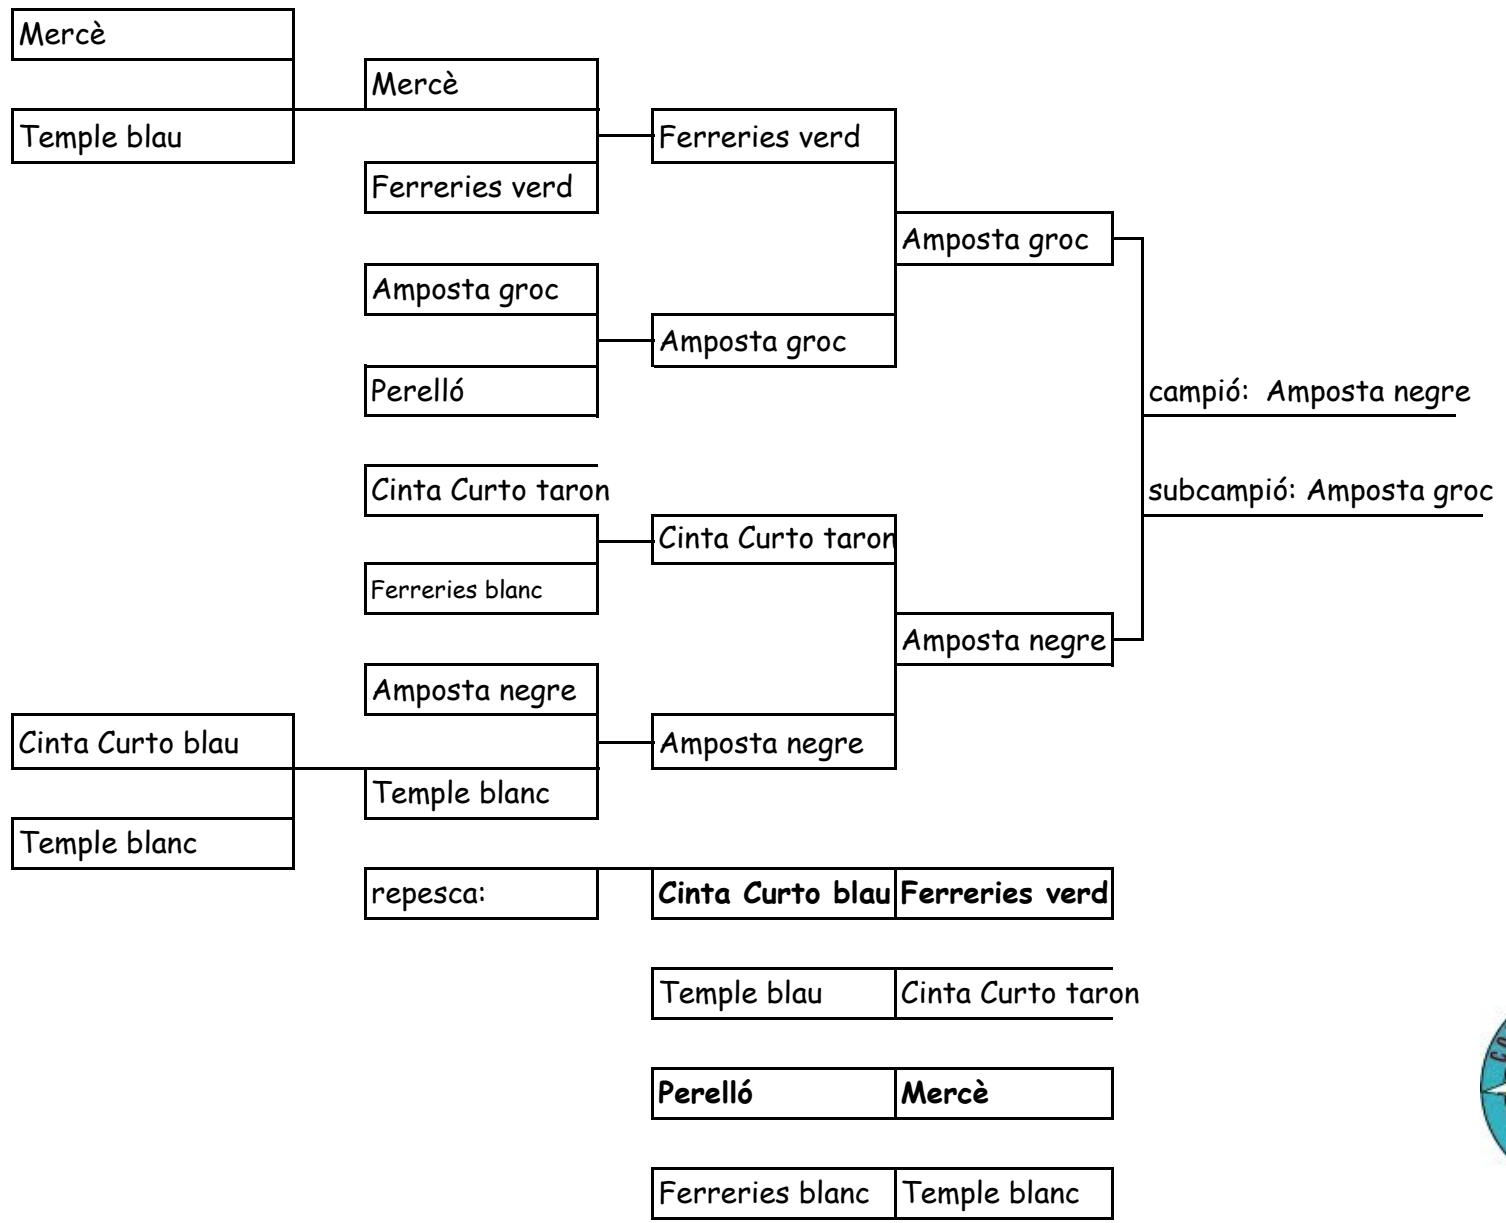 Mercè
Mercè
Temple blau
Ferreries verd
Ferreries verd
Amposta groc
Amposta groc
Amposta groc
Perelló
campió: Amposta negre
Cinta Curto taron
subcampió: Amposta groc
Cinta Curto taron
Ferreries blanc
Amposta negre
Amposta negre
Cinta Curto blau
Amposta negre
Temple blanc
Temple blanc
repesca:
Cinta Curto blau
Ferreries verd
Temple blau
Cinta Curto taron
Perelló
Mercè
Ferreries blanc
Temple blanc